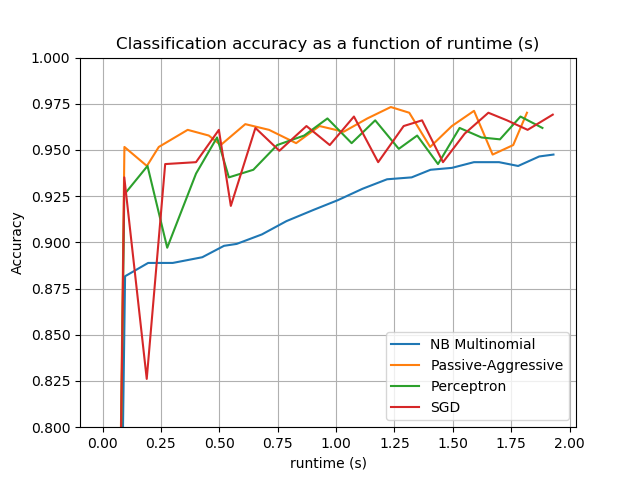 Classification accuracy as a function of runtime (s)
1.000
0.975
0.950
0.925
0.900
0.875
0.850
0.825
0.800
Accuracy
NB Multinomial
Passive-Aggressive
Perceptron
SGD
0.00 0.25 0.50 0.75 1.00 1.25 1.50 1.75 2.00
runtime (s)